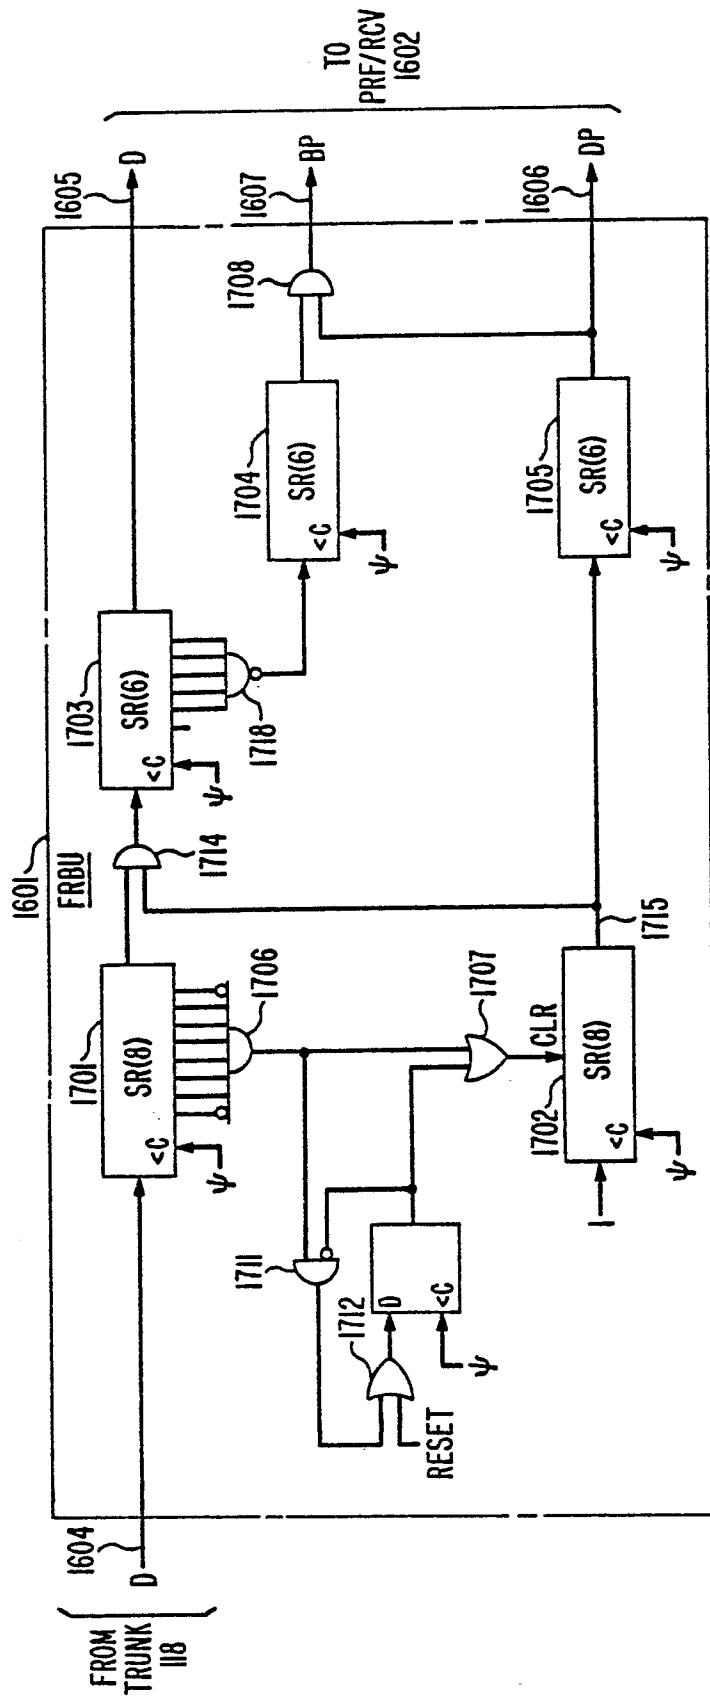 FROM
TRUNK
118
D
1604
1601
FRBU
1701
SR(8)
<C
ψ
1706
1714
1703
SR(6)
<C
ψ
1718
1605
D
TO
PRF/RCV
1602
1704
SR(6)
<C
ψ
1708
1607
BP
1711
1712
D
<C
ψ
RESET
1707
CLR
1702
SR(8)
<C
ψ
1
1715
1705
SR(6)
<C
ψ
1606
DP